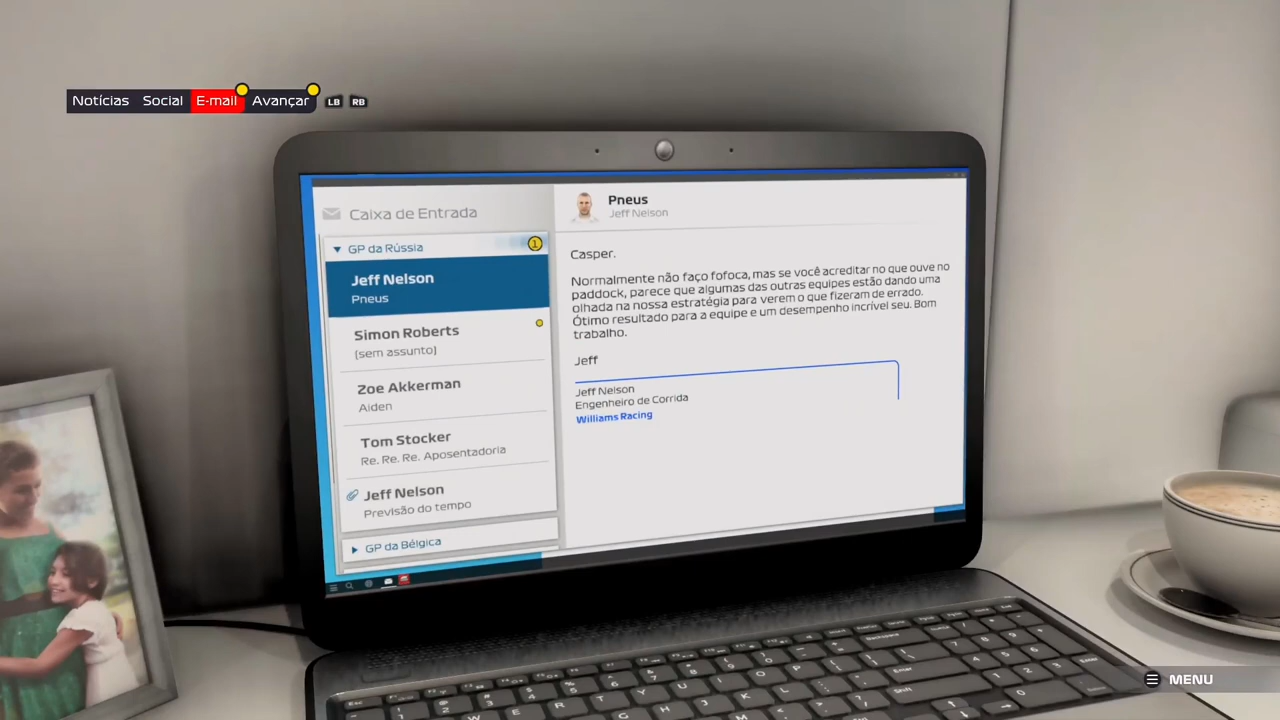 Notícias Social E-mail Avançar LB RB
Caixa de Entrada
GP da Rússia 1
Jeff Nelson
Pneus
Simon Roberts
(sem assunto)
Zoe Akkerman
Aiden
Tom Stocker
Re. Re. Re. Aposentadoria
Jeff Nelson
Previsão do tempo
GP da Bélgica
Pneus
Jeff Nelson
Casper.
Normalmente não faço fofoca, mas se você acreditar no que ouve no
paddock, parece que algumas das outras equipes estão dando uma
olhada na nossa estratégia para verem o que fizeram de errado.
Ótimo resultado para a equipe e um desempenho incrível seu. Bom
trabalho.
Jeff
Jeff Nelson
Engenheiro de Corrida
Williams Racing
MENU